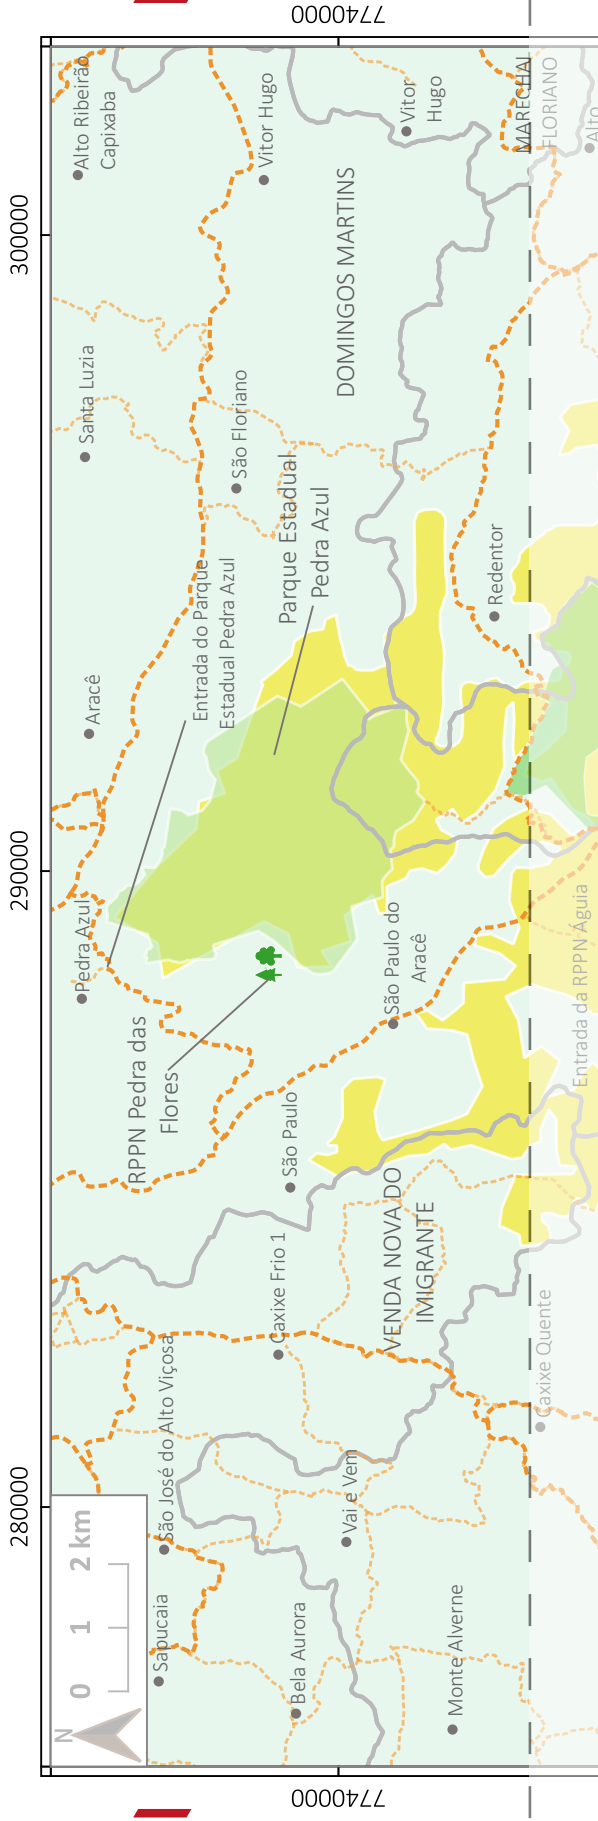 7740000
280000
290000
300000
N
0 1 2 km
Sapucaia
São José do Alto Viçosa
Bela Aurora
Vai e Vem
Monte Alverne
Caxixe Frio 1
Caxixe Quente
VENDA NOVA DO
IMIGRANTE
São Paulo
RPPN Pedra das
Flores
Pedra Azul
São Paulo do
Aracê
Entrada da RPPN Águia
Aracê
Entrada do Parque
Estadual Pedra Azul
Parque Estadual
Pedra Azul
Redentor
São Floriano
Santa Luzia
DOMINGOS MARTINS
Alto Ribeirão
Capixaba
Vitor Hugo
Vitor
Hugo
MARECHAL
FLORIANO
Alto
7740000